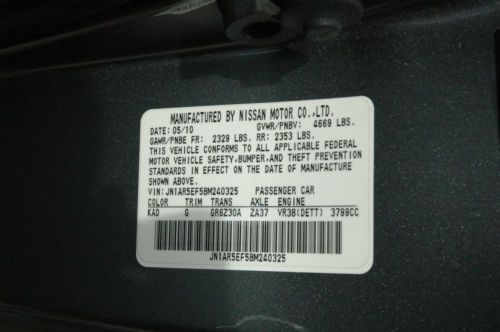 MANUFACTURED BY NISSAN MOTOR CO.,LTD.
DATE: 05/10 GVWR/PNBV: 4669 LBS.
GAWR/PNBE FR: 2329 LBS. RR: 2353 LBS.
THIS VEHICLE CONFORMS TO ALL APPLICABLE FEDERAL
MOTOR VEHICLE SAFETY,BUMPER,AND THEFT PREVENTION
STANDARDS IN EFFECT ON THE DATE OF MANUFACTURE
SHOWN ABOVE.
VIN: JN1AR5EF5BM240325 PASSENGER CAR
COLOR TRIM TRANS AXLE ENGINE
KAD G GR6Z30A ZA37 VR38(DETT) 3799CC
JN1AR5EF5BM240325